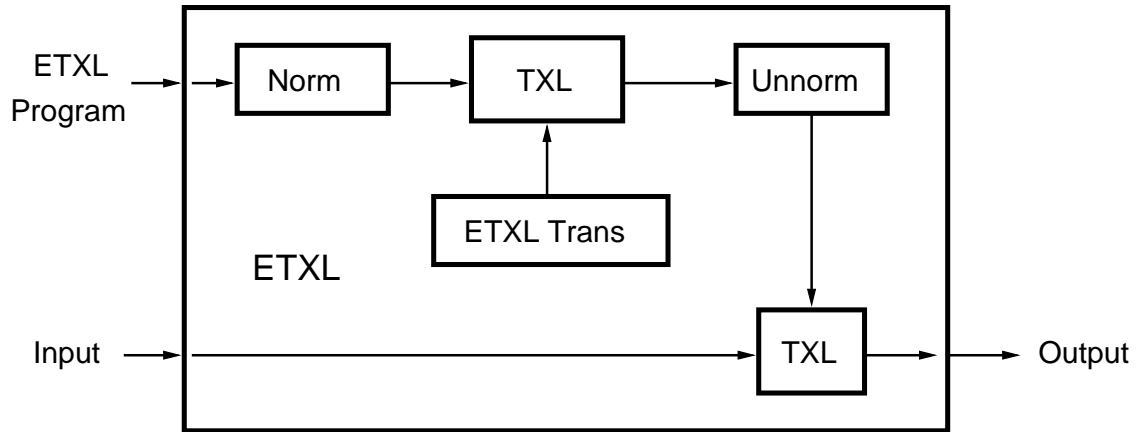 ETXL
Program
Norm
TXL
Unnorm
ETXL Trans
ETXL
Input
TXL
Output